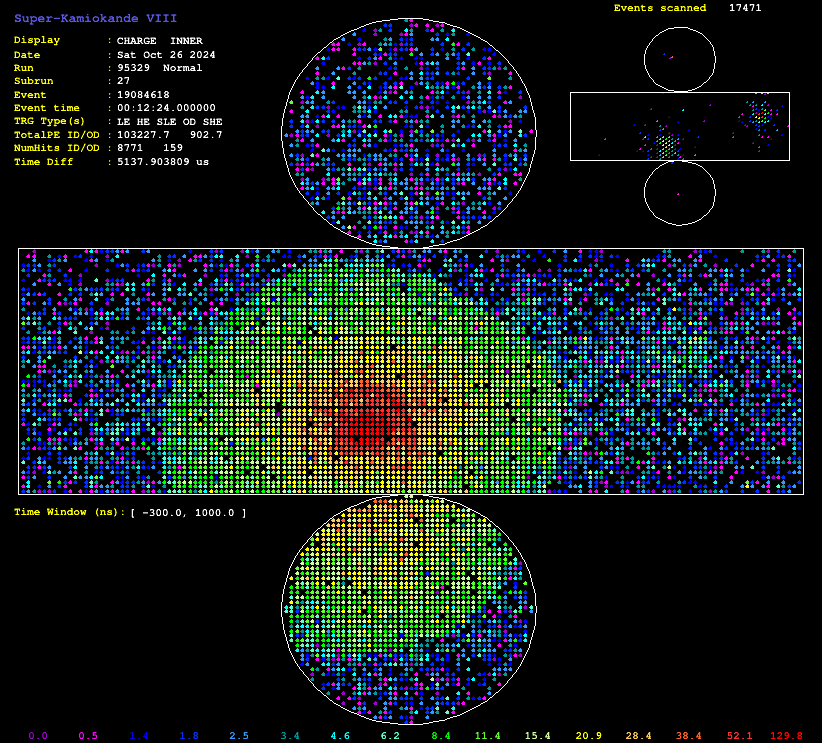 Super-Kamiokande VIII
Events scanned 17471
Display : CHARGE INNER
Date : Sat Oct 26 2024
Run : 95329 Normal
Subrun : 27
Event : 19084618
Event time : 00:12:24.000000
TRG Type(s) : LE HE SLE OD SHE
TotalPE ID/OD : 103227.7 902.7
NumHits ID/OD : 8771 159
Time Diff : 5137.903809 us
Time Window (ns): [ -300.0, 1000.0 ]
0.0 0.5 1.4 1.8 2.5 3.4 4.6 6.2 8.4 11.4 15.4 20.9 28.4 38.4 52.1 129.8